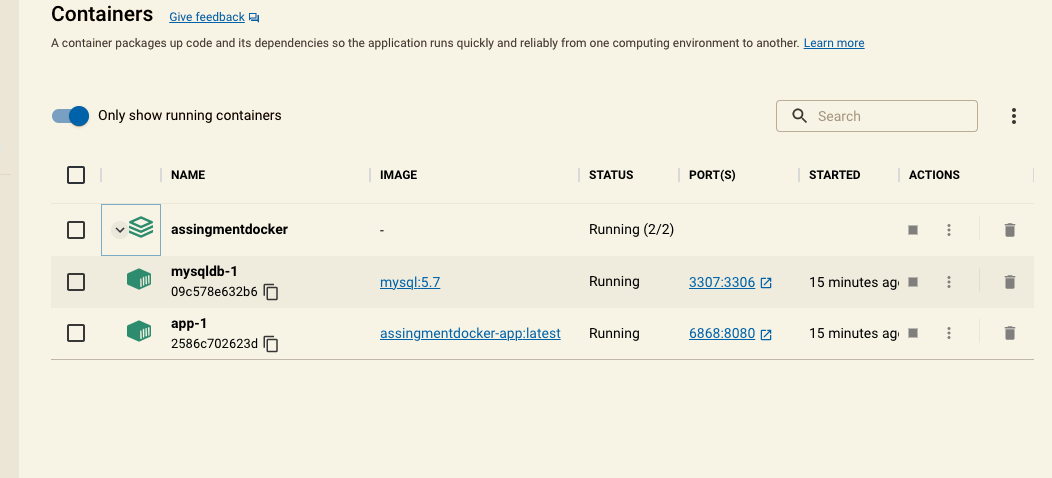 Containers Give feedback
A container packages up code and its dependencies so the application runs quickly and reliably from one computing environment to another. Learn more
Only show running containers
Search
NAME IMAGE STATUS PORT(S) STARTED ACTIONS
assingmentdocker - Running (2/2)
mysqldb-1
09c578e632b6 mysql:5.7 Running 3307:3306 15 minutes ago
app-1
2586c702623d assingmentdocker-app:latest Running 6868:8080 15 minutes ago